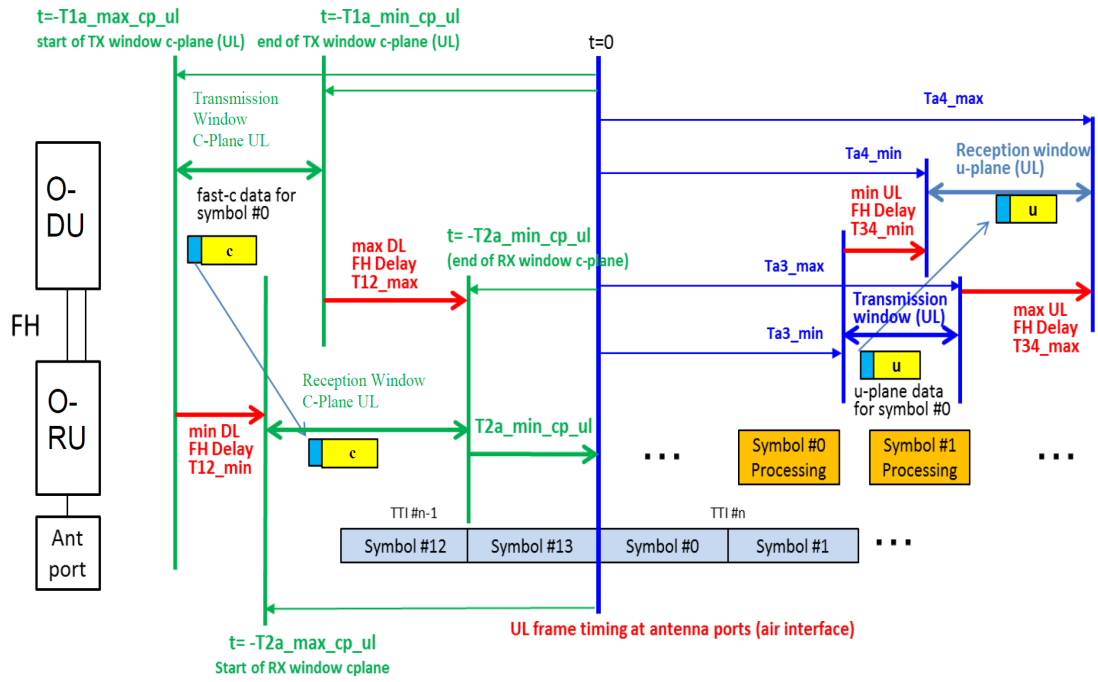 t=-T1a_max_cp_ul
start of TX window c-plane (UL)
t=-T1a_min_cp_ul
end of TX window c-plane (UL)
t=0
Transmission
Window
C-Plane UL
Ta4_max
Ta4_min
Reception window
u-plane (UL)
O-
DU
fast-c data for
symbol #0
c
min UL
FH Delay
T34_min
u
max DL
FH Delay
T12_max
t= -T2a_min_cp_ul
(end of RX window c-plane)
Ta3_max
Transmission
window (UL)
FH
Ta3_min
max UL
FH Delay
T34_max
u
u-plane data
for symbol #0
O-
RU
Reception Window
C-Plane UL
min DL
FH Delay
T12_min
c
T2a_min_cp_ul
...
Symbol #0
Processing
Symbol #1
Processing
...
Ant
port
TTI #n-1
TTI #n
Symbol #12
Symbol #13
Symbol #0
Symbol #1
...
UL frame timing at antenna ports (air interface)
t= -T2a_max_cp_ul
Start of RX window cplane